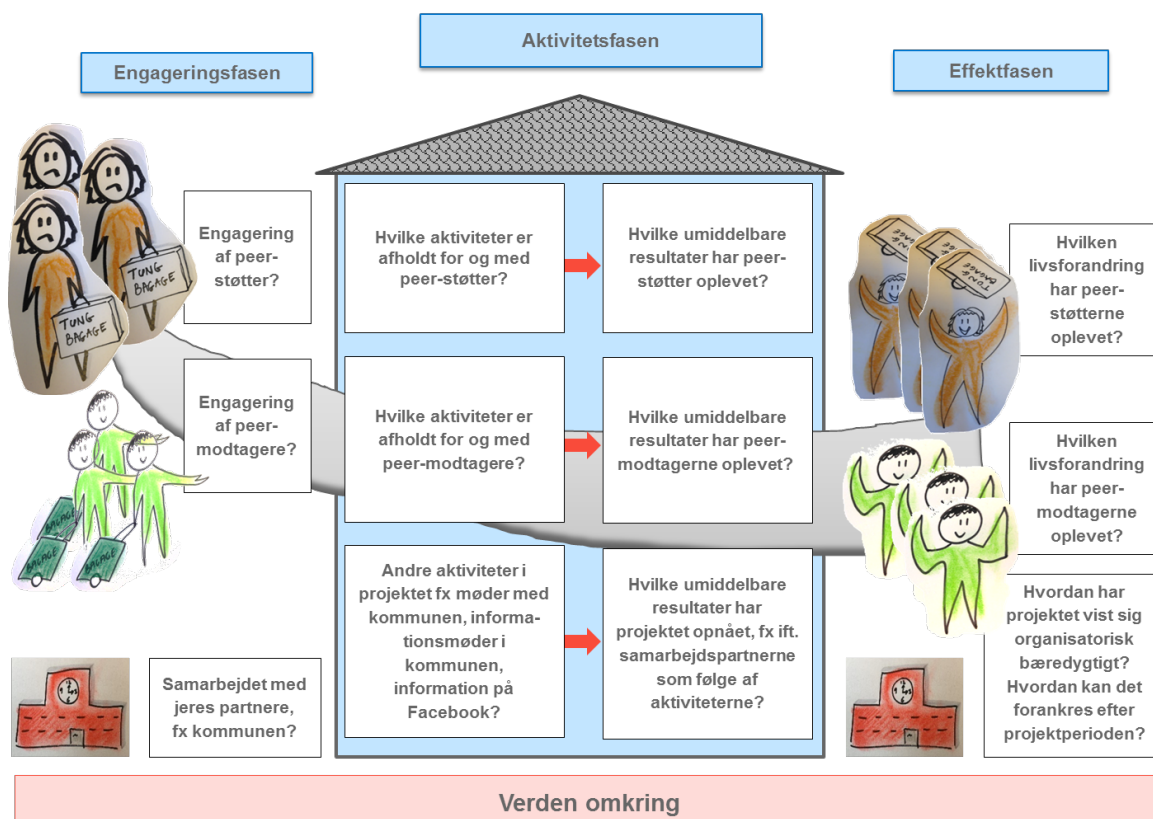 Aktivitetsfasen
Engageringsfasen
Effektfasen
TUNG
BAGAGE
TUNG
BAGAGE
Engagering
af peer-
støtter?
Hvilke aktiviteter er
afholdt for og med
peer-støtter?
Hvilke umiddelbare
resultater har peer-
støtter oplevet?
TUNG
BAGAGE
Hvilken
livsforandring
har peer-
støtterne
oplevet?
Engagering
af peer-
modtagere?
Hvilke aktiviteter er
afholdt for og med
peer-modtagere?
Hvilke umiddelbare
resultater har peer-
modtagerne oplevet?
Hvilken
livsforandring
har peer-
modtagerne
oplevet?
BAGAGE
BAGAGE
BAGAGE
Samarbejdet med
jeres partnere,
fx kommunen?
Andre aktiviteter i
projektet fx møder med
kommunen, informa-
tionsmøder i
kommunen,
information på
Facebook?
Hvilke umiddelbare
resultater har
projektet opnået, fx ift.
samarbejdspartnerne
som følge af
aktiviteterne?
Hvordan har
projektet vist sig
organisatorisk
bæredygtigt?
Hvordan kan det
forankres efter
projektperioden?
Verden omkring